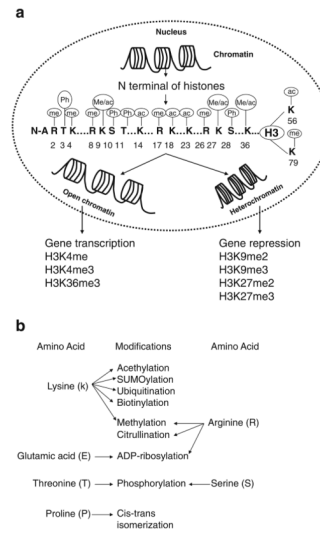 a
Nucleus
Chromatin
N terminal of histones
Ph Me/ac Me/ac ac
me me me Ph Ph ac me ac ac me Ph K
N-A R T K....R K S T...K... R K....K...R K S...K... H3 56
2 3 4 8 9 10 11 14 17 18 23 26 27 28 36 me
K
79
Open chromatin Heterochromatin
Gene transcription Gene repression
H3K4me H3K9me2
H3K4me3 H3K9me3
H3K36me3 H3K27me2
H3K27me3
b
Amino Acid Modifications Amino Acid
Acethylation
Lysine (k) SUMOylation
Ubiquitination
Biotinylation
Methylation Arginine (R)
Citrullination
Glutamic acid (E) ADP-ribosylation
Threonine (T) Phosphorylation Serine (S)
Proline (P) Cis-trans
isomerization